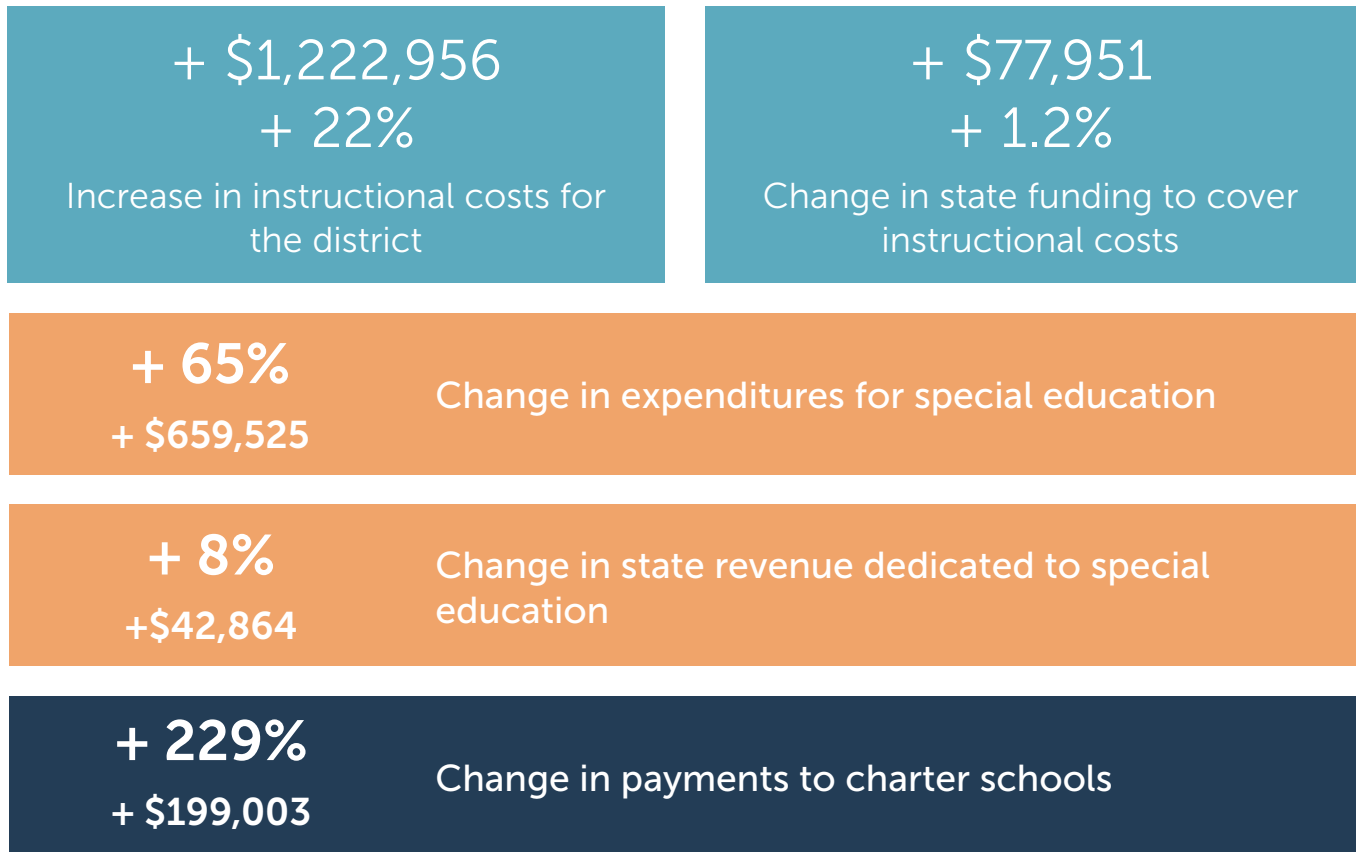 + $1,222,956
+ 22%
Increase in instructional costs for
the district
+ $77,951
+ 1.2%
Change in state funding to cover
instructional costs
+ 65%
+ $659,525
Change in expenditures for special education
+ 8%
+$42,864
Change in state revenue dedicated to special
education
+ 229%
+ $199,003
Change in payments to charter schools